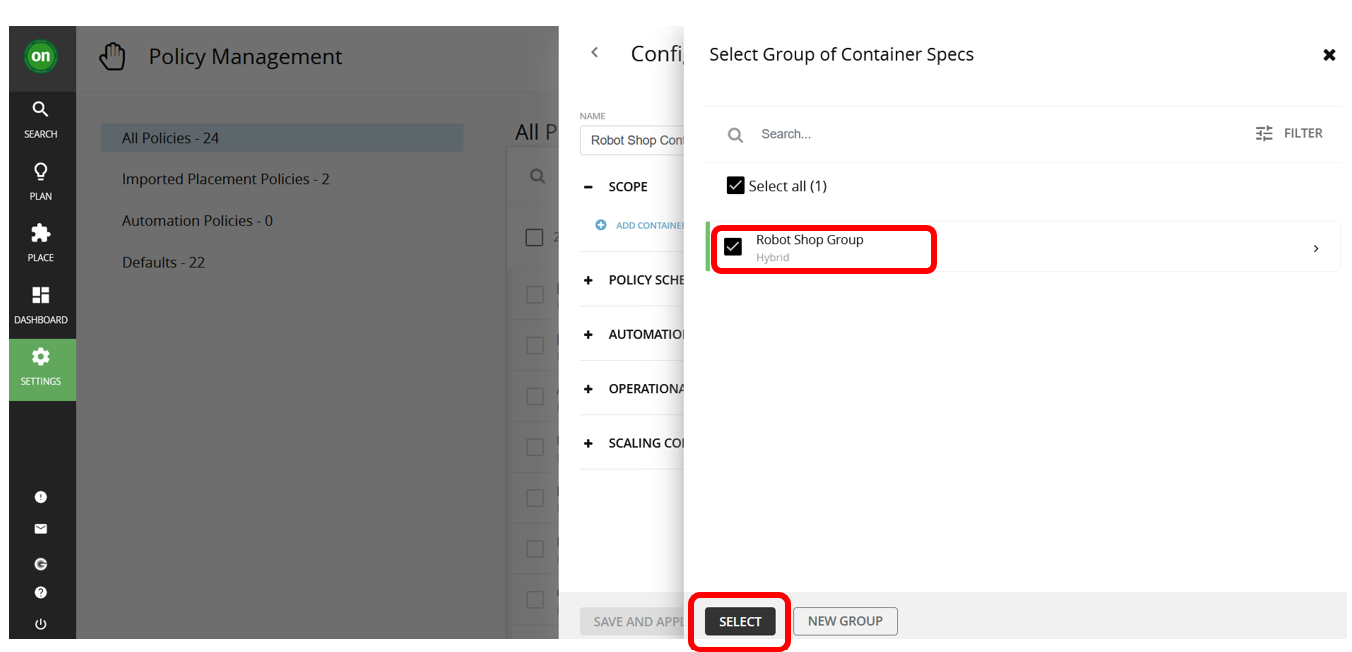 on
SEARCH
PLAN
PLACE
DASHBOARD
SETTINGS
Policy Management
All Policies - 24
Imported Placement Policies - 2
Automation Policies - 0
Defaults - 22
All P
2
Confi
NAME
Robot Shop Cont
SCOPE
ADD CONTAINE
POLICY SCHE
AUTOMATIO
OPERATIONA
SCALING CO
SAVE AND APPL
Select Group of Container Specs
Search...
FILTER
Select all (1)
Robot Shop Group
Hybrid
SELECT
NEW GROUP